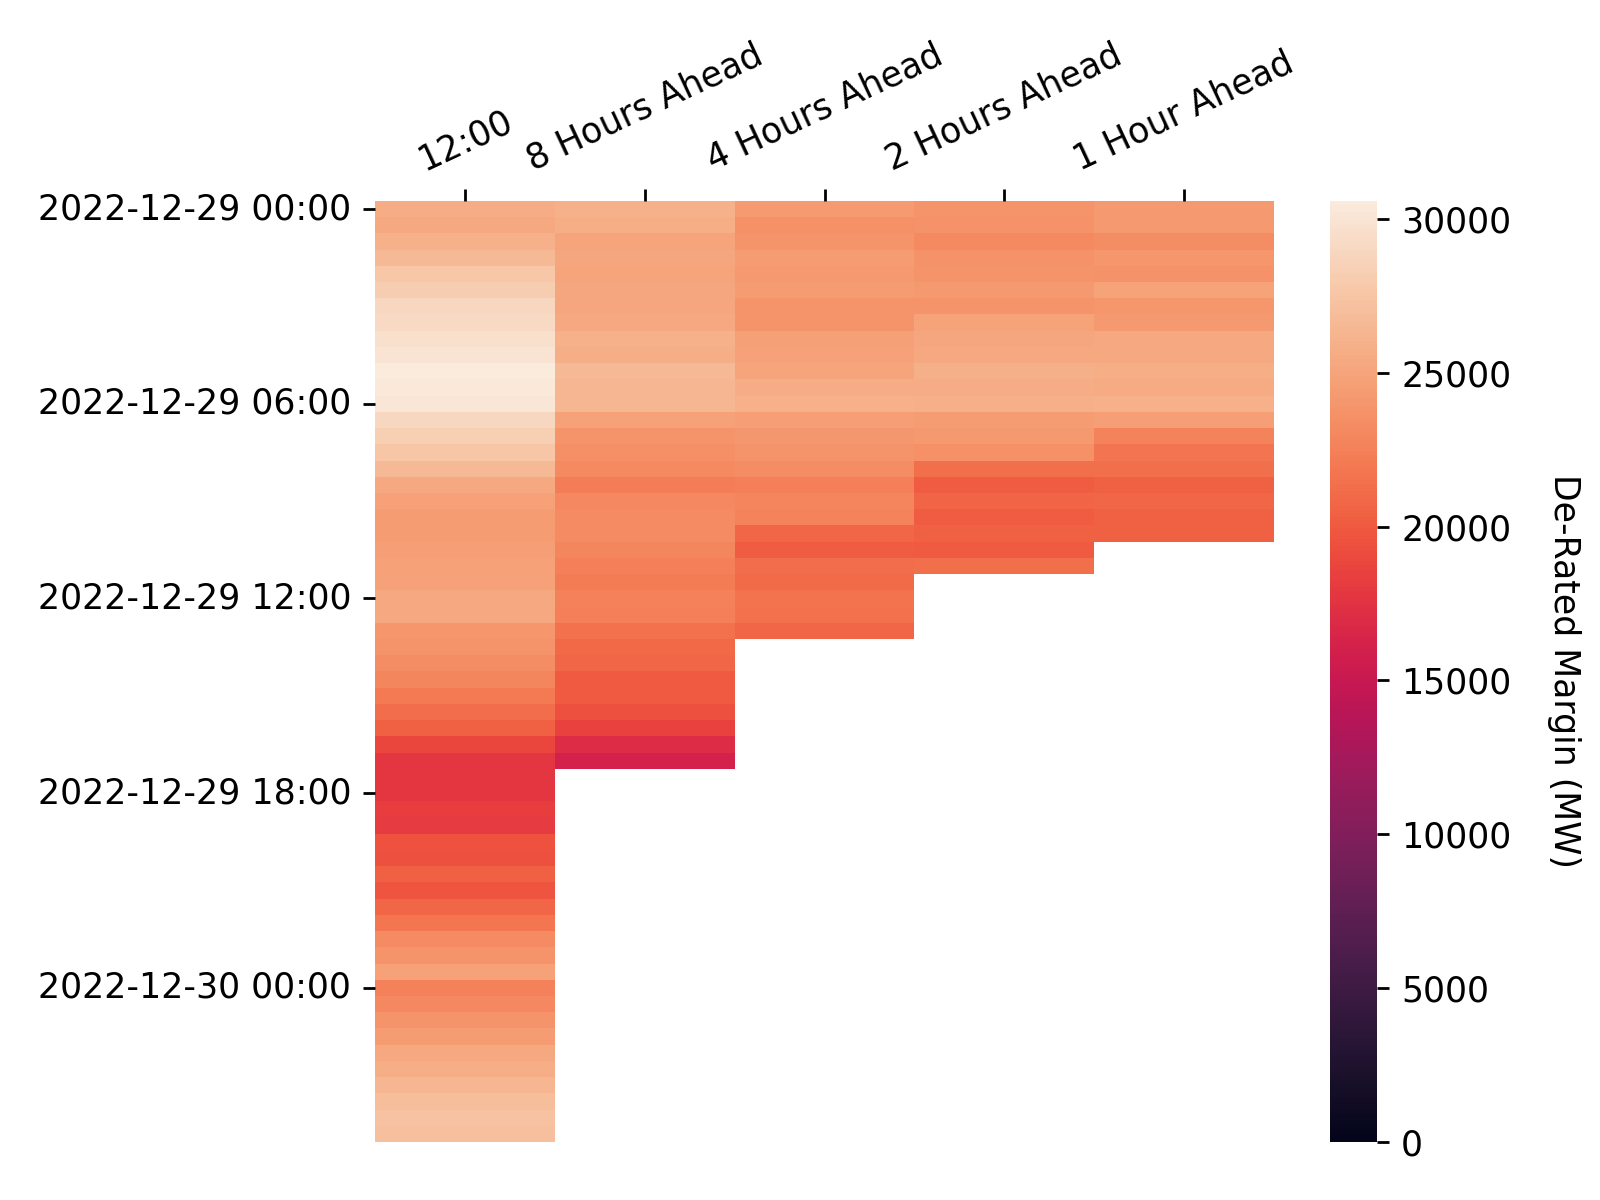 12:00
8 Hours Ahead
4 Hours Ahead
2 Hours Ahead
1 Hour Ahead
2022-12-29 00:00
2022-12-29 06:00
2022-12-29 12:00
2022-12-29 18:00
2022-12-30 00:00
30000
25000
20000
15000
10000
5000
0
De-Rated Margin (MW)